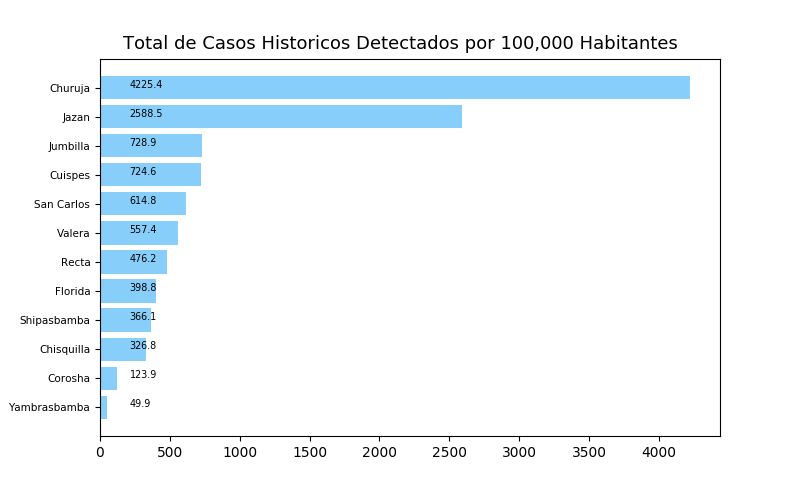 Total de Casos Historicos Detectados por 100,000 Habitantes
Churuja 4225.4
Jazan 2588.5
Jumbilla 728.9
Cuispes 724.6
San Carlos 614.8
Valera 557.4
Recta 476.2
Florida 398.8
Shipasbamba 366.1
Chisquilla 326.8
Corosha 123.9
Yambrasbamba 49.9
0 500 1000 1500 2000 2500 3000 3500 4000